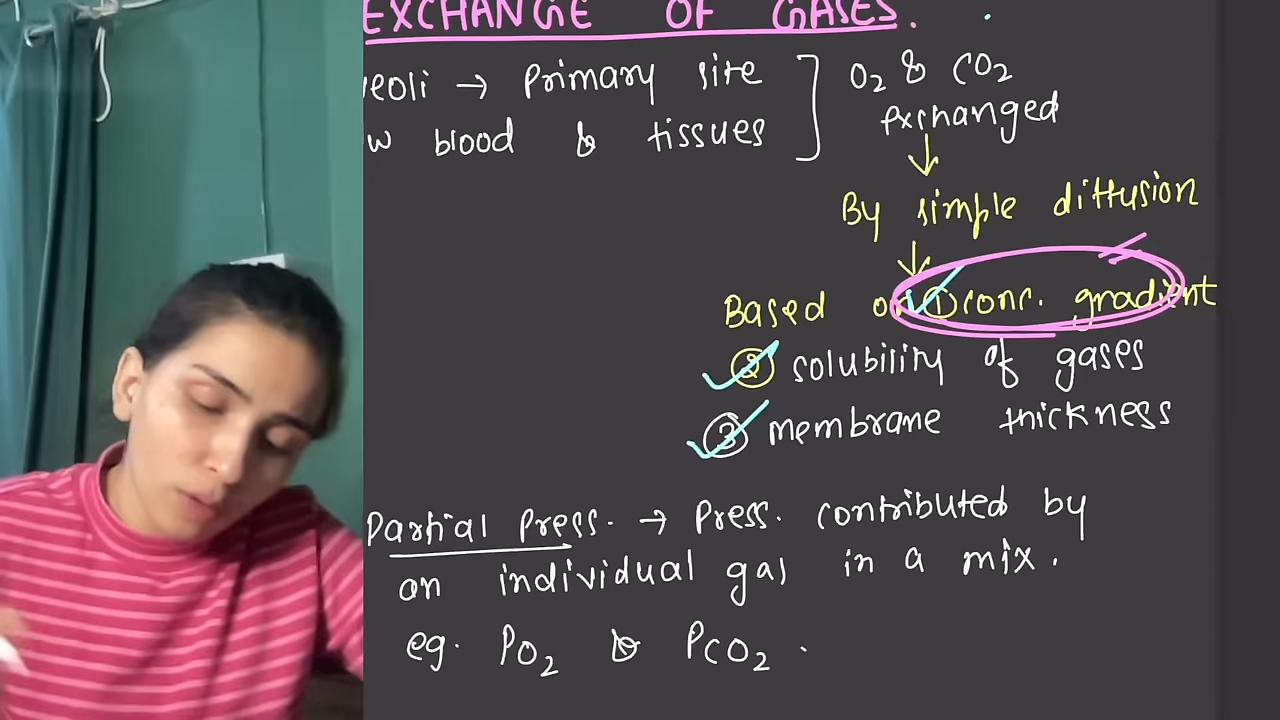 EXCHANGE OF GASES.
eoli → Primary site
w blood & tissues
O2 & CO2
exchanged
↓
By simple diffusion
↓
Based on ① conc. gradient
② solubility of gases
③ membrane thickness
Partial Press. → Press. contributed by
an individual gas in a mix.
eg. PO2 & PCO2.